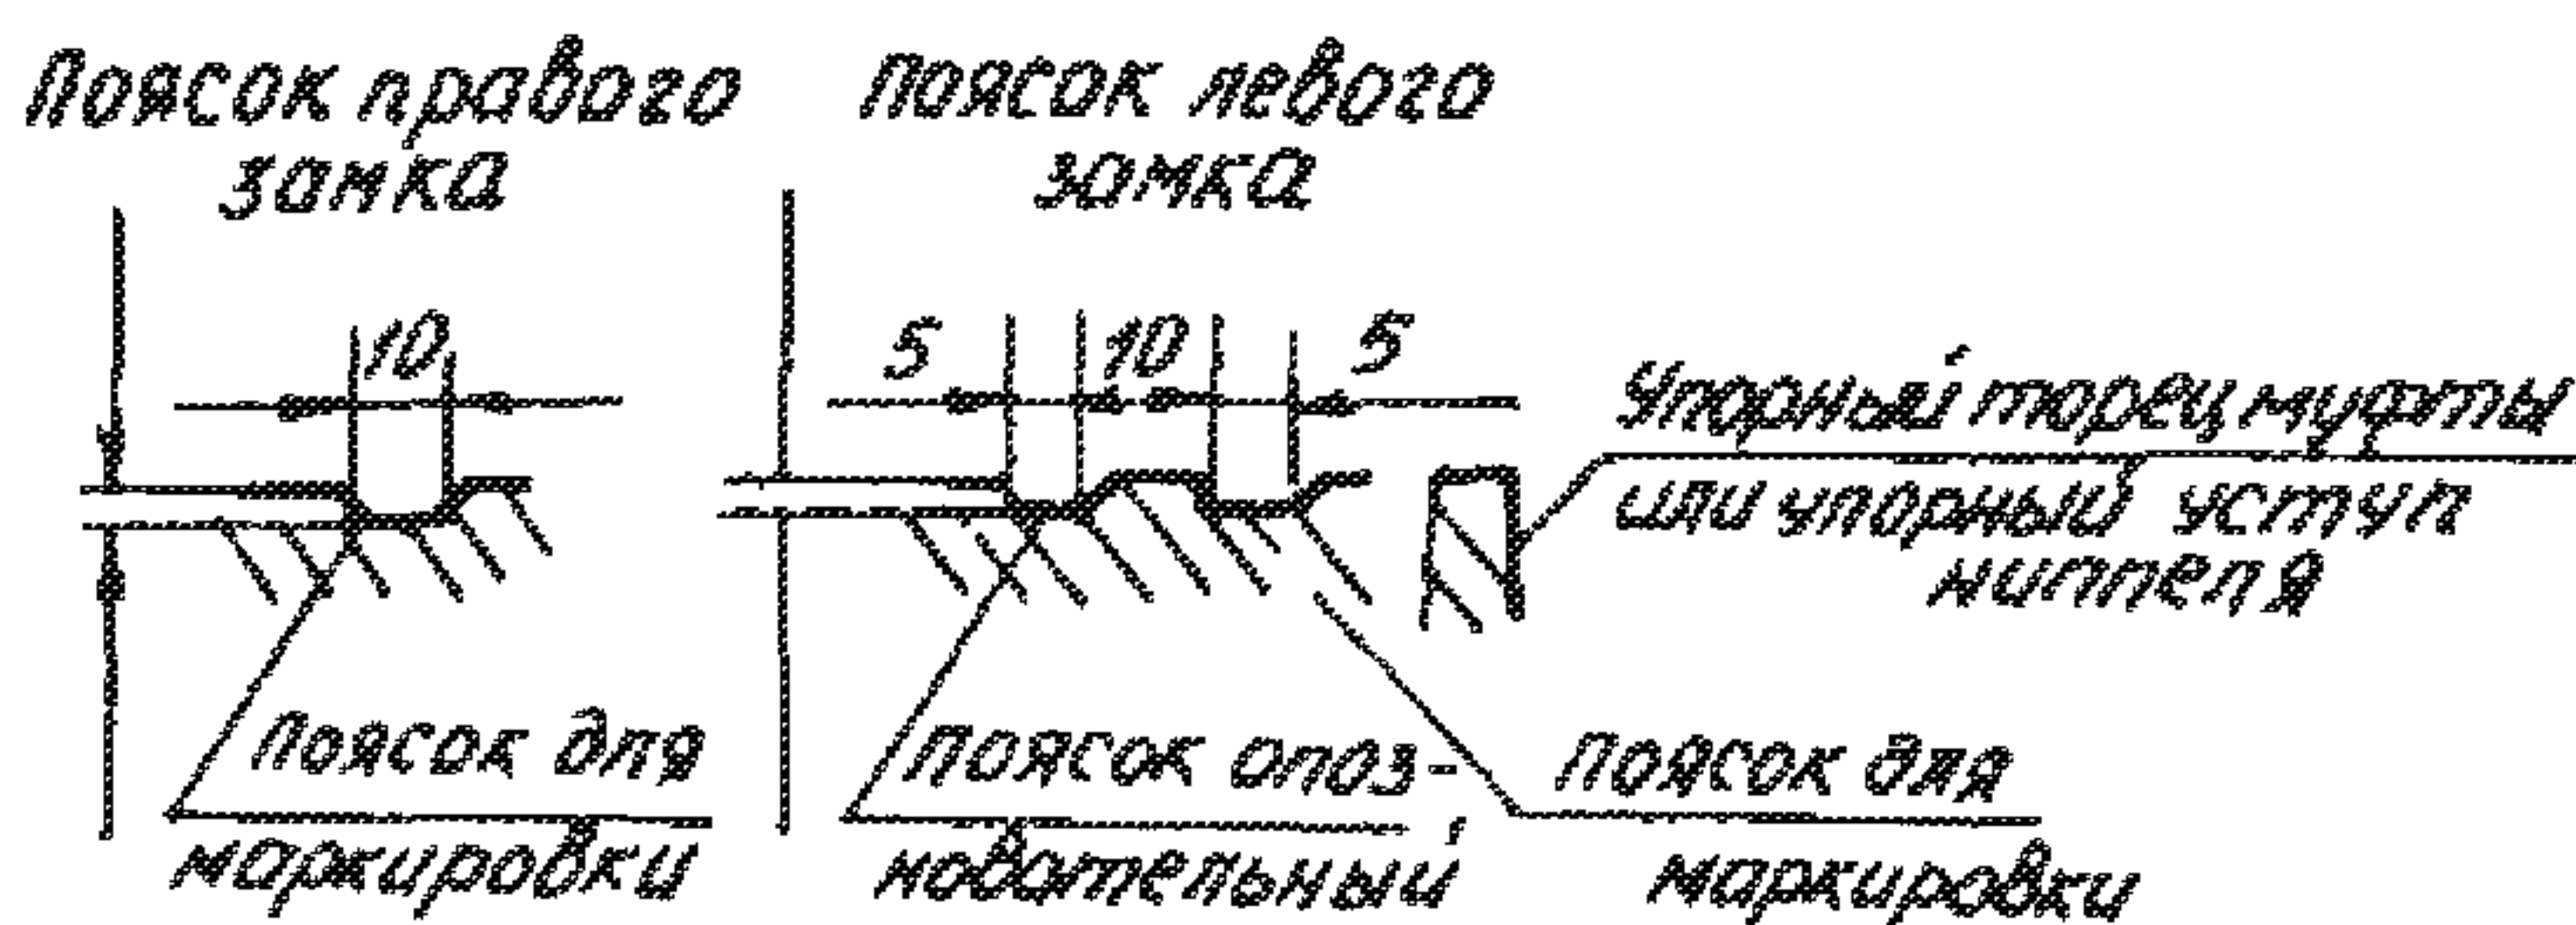 Поясок правого
замка
Поясок левого
замка
10
5 10 5
Упорный торец муфты
или упорный уступ
ниппеля
Поясок для
маркировки
Поясок опоз-
новательный
Поясок для
маркировки